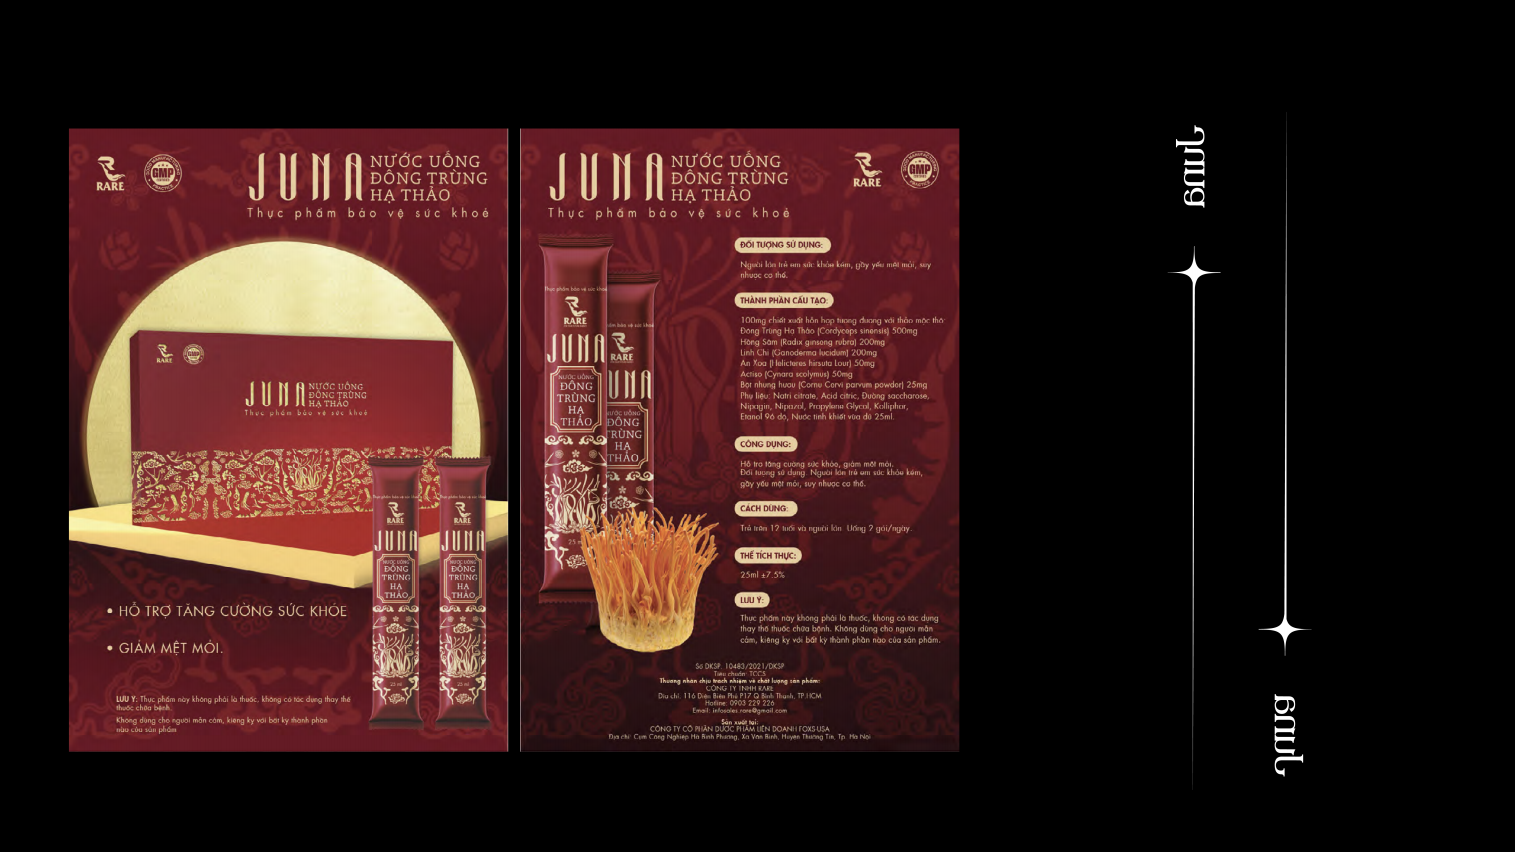 RARE
GMP
JUNA
NƯỚC UỐNG
ĐÔNG TRÙNG
HẠ THẢO
Thực phẩm bảo vệ sức khoẻ
RARE
GMP
JUNA
NƯỚC UỐNG
ĐÔNG TRÙNG
HẠ THẢO
Thực phẩm bảo vệ sức khoẻ
RARE
JUNA
NƯỚC UỐNG
ĐÔNG
TRÙNG
HẠ
THẢO
25 ml
RARE
JUNA
NƯỚC UỐNG
ĐÔNG
TRÙNG
HẠ
THẢO
25 ml
• HỖ TRỢ TĂNG CƯỜNG SỨC KHỎE
• GIẢM MỆT MỎI.
LƯU Ý: Thực phẩm này không phải là thuốc, không có tác dụng thay thế
thuốc chữa bệnh.
Không dùng cho người mẫn cảm, kiêng kỵ với bất kỳ thành phần
nào của sản phẩm
JUNA
NƯỚC UỐNG
ĐÔNG TRÙNG
HẠ THẢO
Thực phẩm bảo vệ sức khoẻ
RARE
GMP
Thực phẩm bảo vệ sức khoẻ
RARE
JUNA
NƯỚC UỐNG
ĐÔNG
TRÙNG
HẠ
THẢO
RARE
ĐÔNG
TRÙNG
HẠ
THẢO
ĐỐI TƯỢNG SỬ DỤNG:
Người lớn trẻ em sức khỏe kém, gầy yếu mệt mỏi, suy
nhược cơ thể.
THÀNH PHẦN CẤU TẠO:
100mg chiết xuất hỗn hợp tương đương với thảo mộc thô:
Đông Trùng Hạ Thảo (Cordyceps sinensis) 500mg
Hồng Sâm (Radix ginseng rubra) 200mg
Linh Chi (Ganoderma lucidum) 200mg
An Xoa (Helicteres hirsuta Lour) 50mg
Actiso (Cynara scolymus) 50mg
Bột nhung hươu (Cornu Cervi parvum powder) 25mg
Phụ liệu: Natri citrate, Acid citric, Đường saccharose,
Nipagin, Nipazol, Propylene Glycol, Kolliphor,
Etanol 96 độ, Nước tinh khiết vừa đủ 25ml.
CÔNG DỤNG:
Hỗ trợ tăng cường sức khỏe, giảm mệt mỏi.
Đối tượng sử dụng: Người lớn trẻ em sức khỏe kém,
gầy yếu mệt mỏi, suy nhược cơ thể.
CÁCH DÙNG:
Trẻ trên 12 tuổi và người lớn: Uống 2 gói/ngày.
THỂ TÍCH THỰC:
25ml ±7.5%
LƯU Ý:
Thực phẩm này không phải là thuốc, không có tác dụng
thay thế thuốc chữa bệnh. Không dùng cho người mẫn
cảm, kiêng kỵ với bất kỳ thành phần nào của sản phẩm.
Số ĐKSP: 10483/2021/ĐKSP
Tiêu chuẩn: TCCS
Thương nhân chịu trách nhiệm về chất lượng sản phẩm:
CÔNG TY TNHH RARE
Địa chỉ: 116 Điện Biên Phủ P17 Q Bình Thạnh, TP.HCM
Hotline: 0903 229 226
Email: infosales.rare@gmail.com
Sản xuất tại:
CÔNG TY CỔ PHẦN DƯỢC PHẨM LIÊN DOANH FOXS-USA
Địa chỉ: Cụm Công Nghiệp Hà Bình Phương, Xã Văn Bình, Huyện Thường Tín, Tp. Hà Nội
Juna
Juna